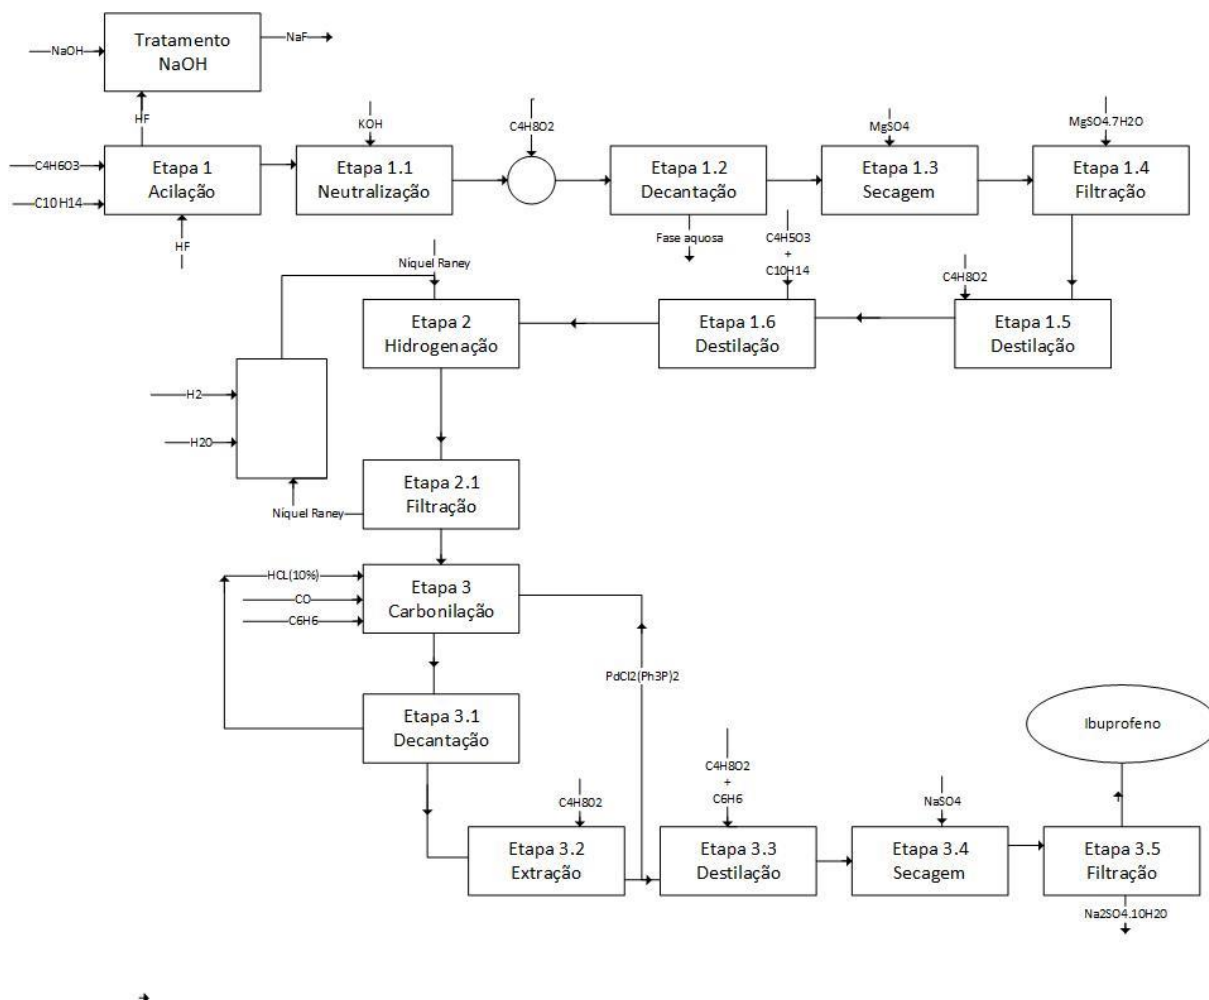 Tratamento
NaOH
NaOH
NaF
HF
KOH
C4H8O2
MgSO4
MgSO4.7H2O
C4H6O3
C10H14
Etapa 1
Acilação
Etapa 1.1
Neutralização
Etapa 1.2
Decantação
Etapa 1.3
Secagem
Etapa 1.4
Filtração
HF
Fase aquosa
C4H5O3
+
C10H14
Niquel Raney
C4H8O2
Etapa 2
Hidrogenação
Etapa 1.6
Destilação
Etapa 1.5
Destilação
H2
H20
Etapa 2.1
Filtração
Niquel Raney
HCL(10%)
CO
C6H6
Etapa 3
Carbonilação
PdCl2(Ph3P)2
Etapa 3.1
Decantação
Ibuprofeno
C4H8O2
C4H8O2
+
C6H6
NaSO4
Etapa 3.2
Extração
Etapa 3.3
Destilação
Etapa 3.4
Secagem
Etapa 3.5
Filtração
Na2SO4.10H20